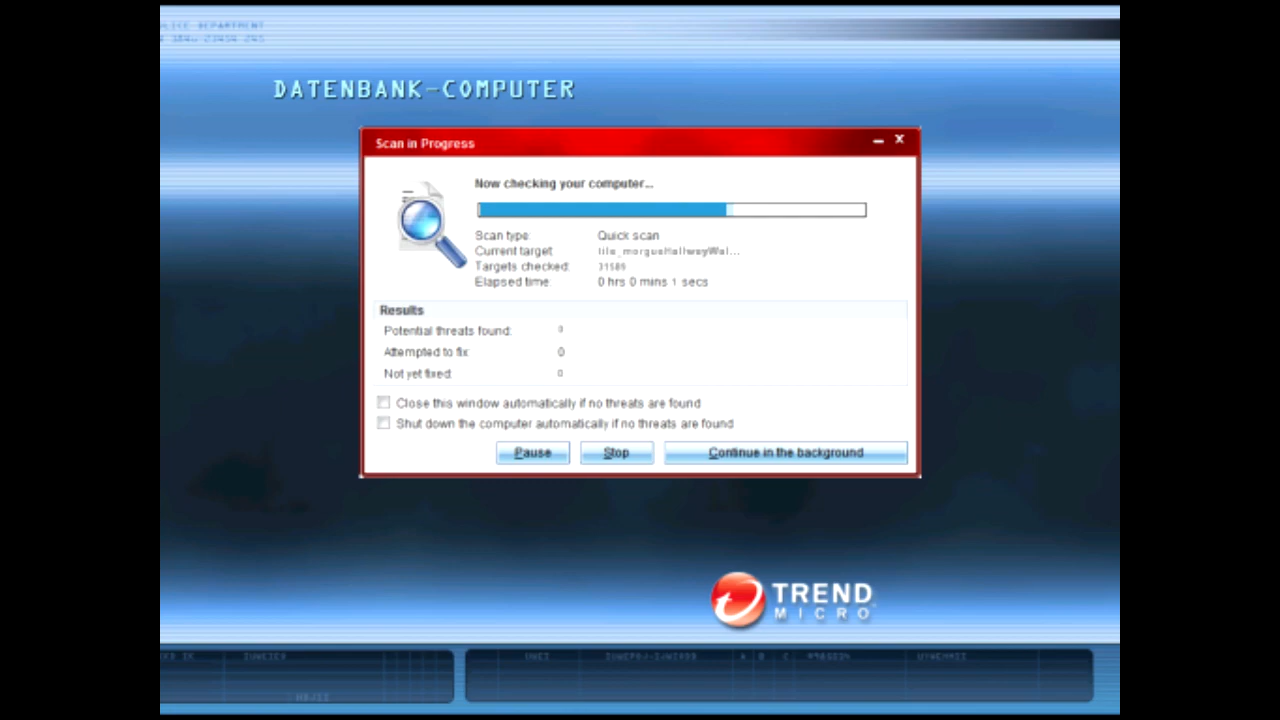 LICE DEPARTMENT
DATENBANK-COMPUTER
Scan in Progress
Now checking your computer...
Scan type: Quick scan
Current target:
Targets checked: 31589
Elapsed time: 0 hrs 0 mins 1 secs
Results
Potential threats found: 0
Attempted to fix: 0
Not yet fixed: 0
Close this window automatically if no threats are found
Shut down the computer automatically if no threats are found
Pause Stop Continue in the background
TREND
MICRO